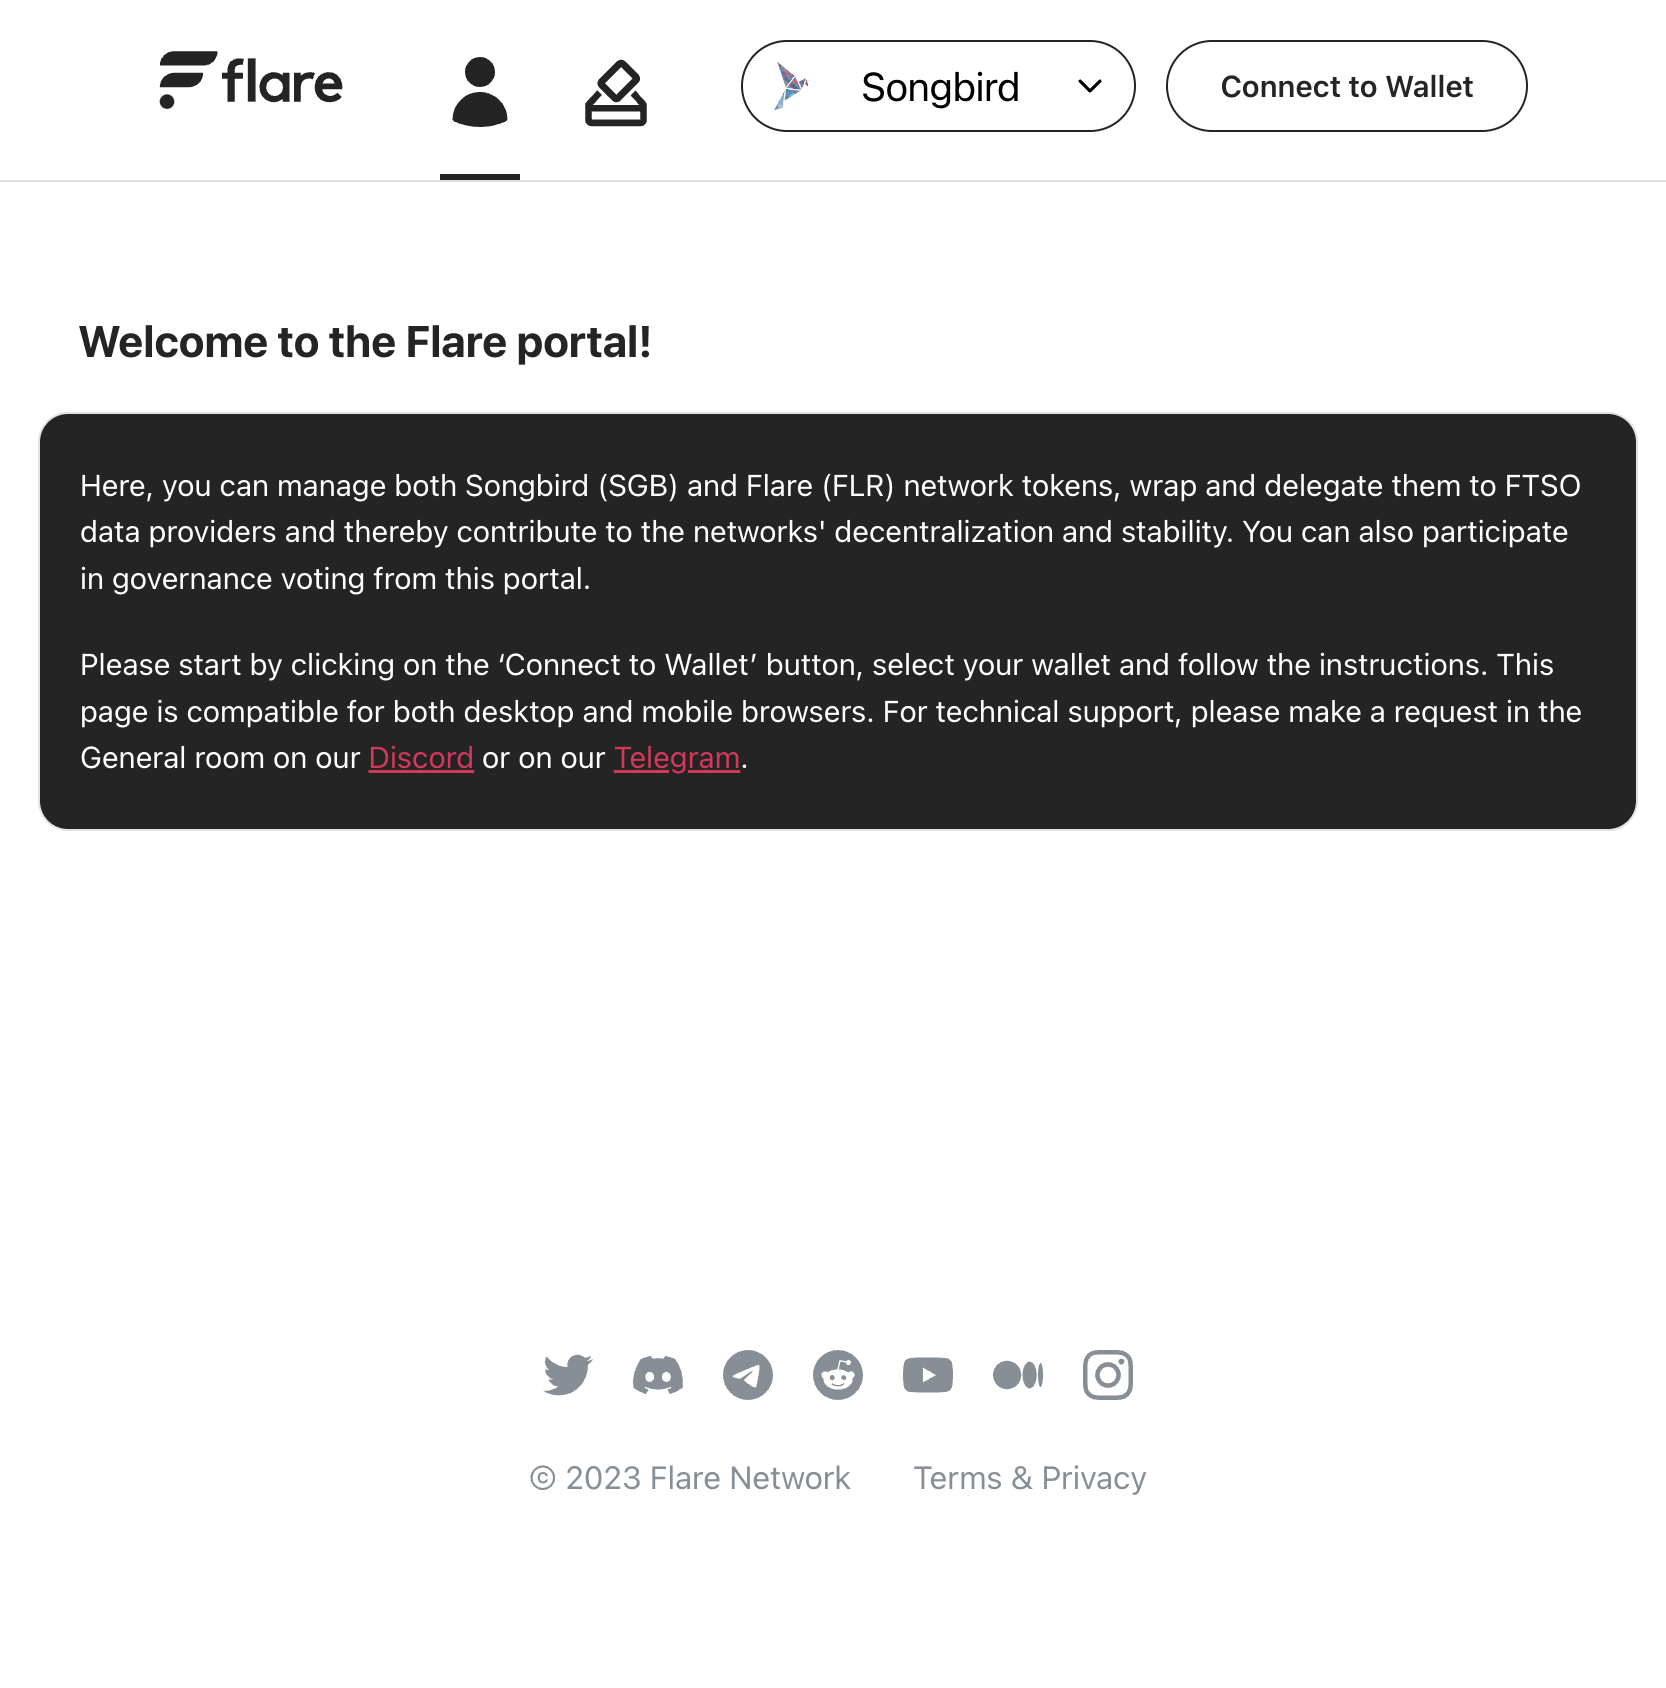 flare
Songbird
Connect to Wallet
Welcome to the Flare portal!
Here, you can manage both Songbird (SGB) and Flare (FLR) network tokens, wrap and delegate them to FTSO
data providers and thereby contribute to the networks' decentralization and stability. You can also participate
in governance voting from this portal.
Please start by clicking on the ‘Connect to Wallet’ button, select your wallet and follow the instructions. This
page is compatible for both desktop and mobile browsers. For technical support, please make a request in the
General room on our Discord or on our Telegram.
© 2023 Flare Network
Terms & Privacy